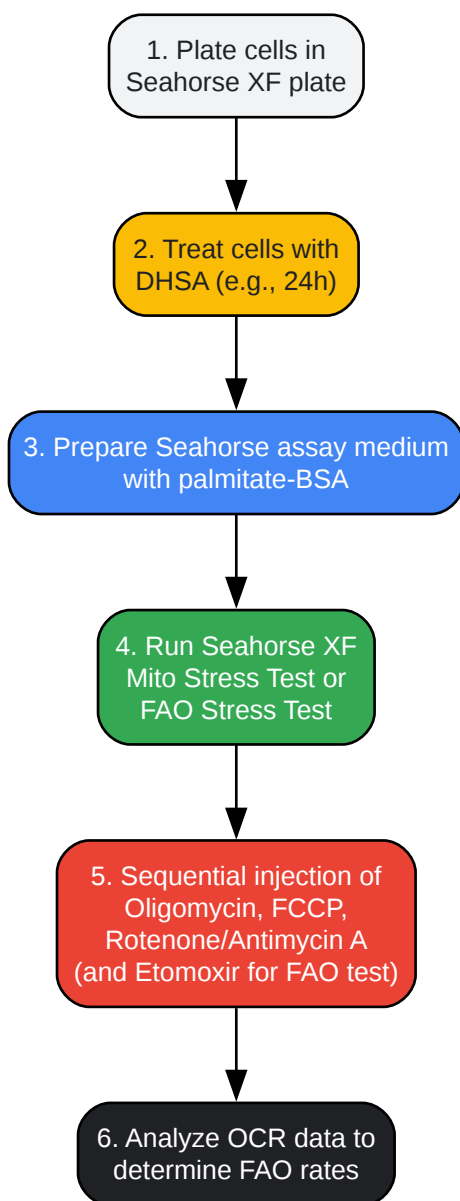 1. Plate cells in
Seahorse XF plate
2. Treat cells with
DHSA (e.g., 24h)
3. Prepare Seahorse assay medium
with palmitate-BSA
4. Run Seahorse XF
Mito Stress Test or
FAO Stress Test
5. Sequential injection of
Oligomycin, FCCP,
Rotenone/Antimycin A
(and Etomoxir for FAO test)
6. Analyze OCR data to
determine FAO rates